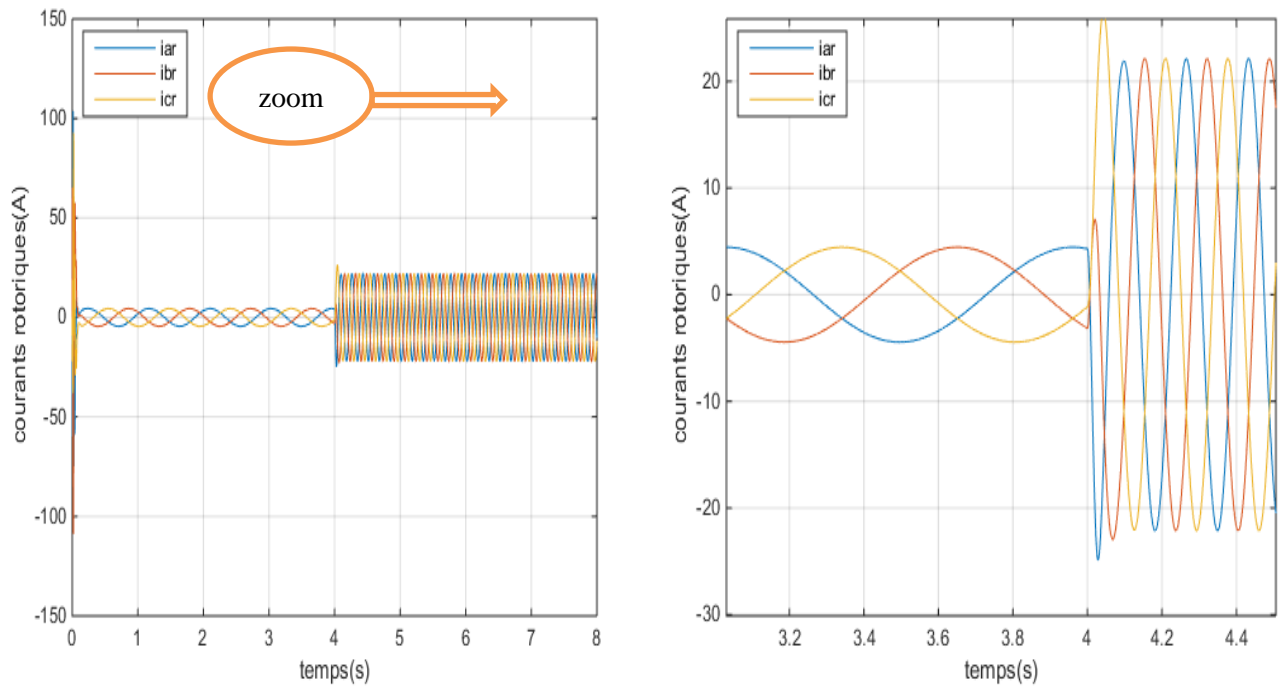 150
100
50
0
-50
-100
-150
courants rotoriques(A)
iar
ibr
icr
zoom
0 1 2 3 4 5 6 7 8
temps(s)
20
10
0
-10
-20
-30
courants rotoriques(A)
iar
ibr
icr
3.2 3.4 3.6 3.8 4 4.2 4.4
temps(s)